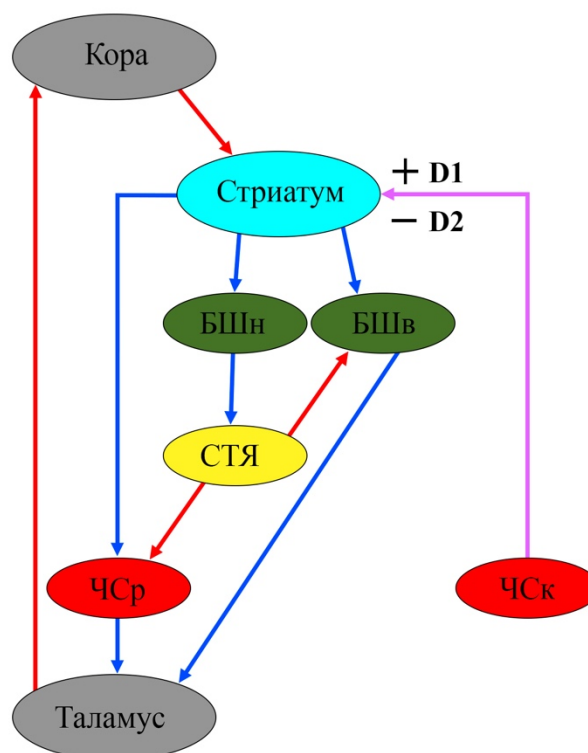 Кора
Стриатум
+ D1
− D2
БШн
БШв
СТЯ
ЧСр
ЧСк
Таламус